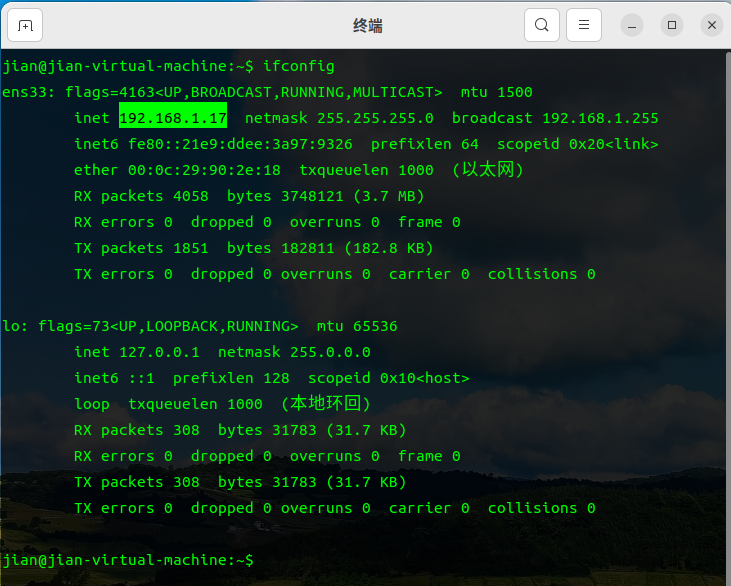 终端
jian@jian-virtual-machine:~$ ifconfig
ens33: flags=4163<UP,BROADCAST,RUNNING,MULTICAST>  mtu 1500
        inet 192.168.1.17  netmask 255.255.255.0  broadcast 192.168.1.255
        inet6 fe80::21e9:ddee:3a97:9326  prefixlen 64  scopeid 0x20<link>
        ether 00:0c:29:90:2e:18  txqueuelen 1000  (以太网)
        RX packets 4058  bytes 3748121 (3.7 MB)
        RX errors 0  dropped 0  overruns 0  frame 0
        TX packets 1851  bytes 182811 (182.8 KB)
        TX errors 0  dropped 0 overruns 0  carrier 0  collisions 0
lo: flags=73<UP,LOOPBACK,RUNNING>  mtu 65536
        inet 127.0.0.1  netmask 255.0.0.0
        inet6 ::1  prefixlen 128  scopeid 0x10<host>
        loop  txqueuelen 1000  (本地环回)
        RX packets 308  bytes 31783 (31.7 KB)
        RX errors 0  dropped 0  overruns 0  frame 0
        TX packets 308  bytes 31783 (31.7 KB)
        TX errors 0  dropped 0 overruns 0  carrier 0  collisions 0
jian@jian-virtual-machine:~$